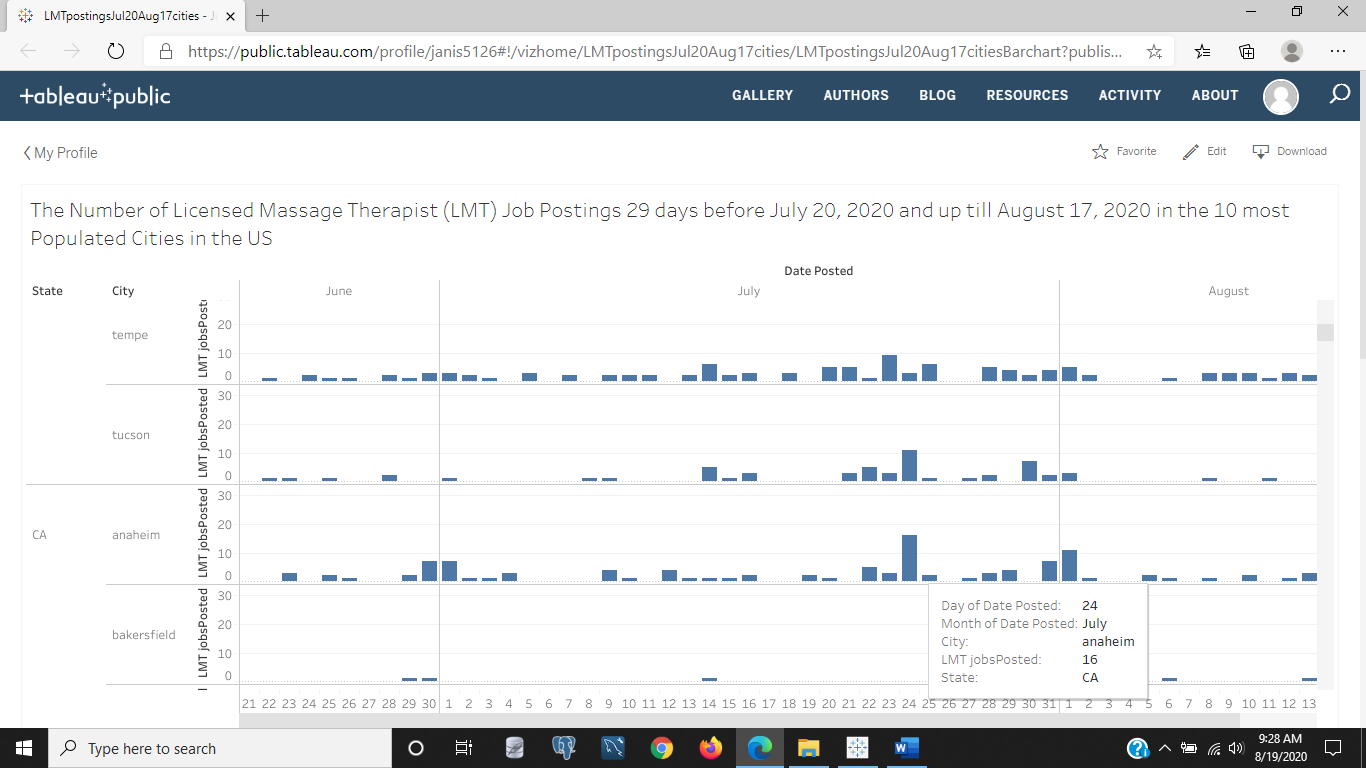 LMTpostingsJul20Aug17cities - J
https://public.tableau.com/profile/janis5126#!/vizhome/LMTpostingsJul20Aug17cities/LMTpostingsJul20Aug17citiesBarchart?publis...
+ableau public
GALLERY AUTHORS BLOG RESOURCES ACTIVITY ABOUT
My Profile
Favorite Edit Download
The Number of Licensed Massage Therapist (LMT) Job Postings 29 days before July 20, 2020 and up till August 17, 2020 in the 10 most
Populated Cities in the US
Date Posted
State City June July August
tempe
LMT jobsPost
20
10
0
tucson
LMT jobsPosted
30
20
10
0
CA anaheim
LMT jobsPosted
30
20
10
0
bakersfield
LMT jobsPosted
30
20
10
0
Day of Date Posted: 24
Month of Date Posted: July
City: anaheim
LMT jobsPosted: 16
State: CA
21 22 23 24 25 26 27 28 29 30 1 2 3 4 5 6 7 8 9 10 11 12 13 14 15 16 17 18 19 20 21 22 23 24 25 26 27 28 29 30 31 1 2 3 4 5 6 7 8 9 10 11 12 13
Type here to search
9:28 AM
8/19/2020